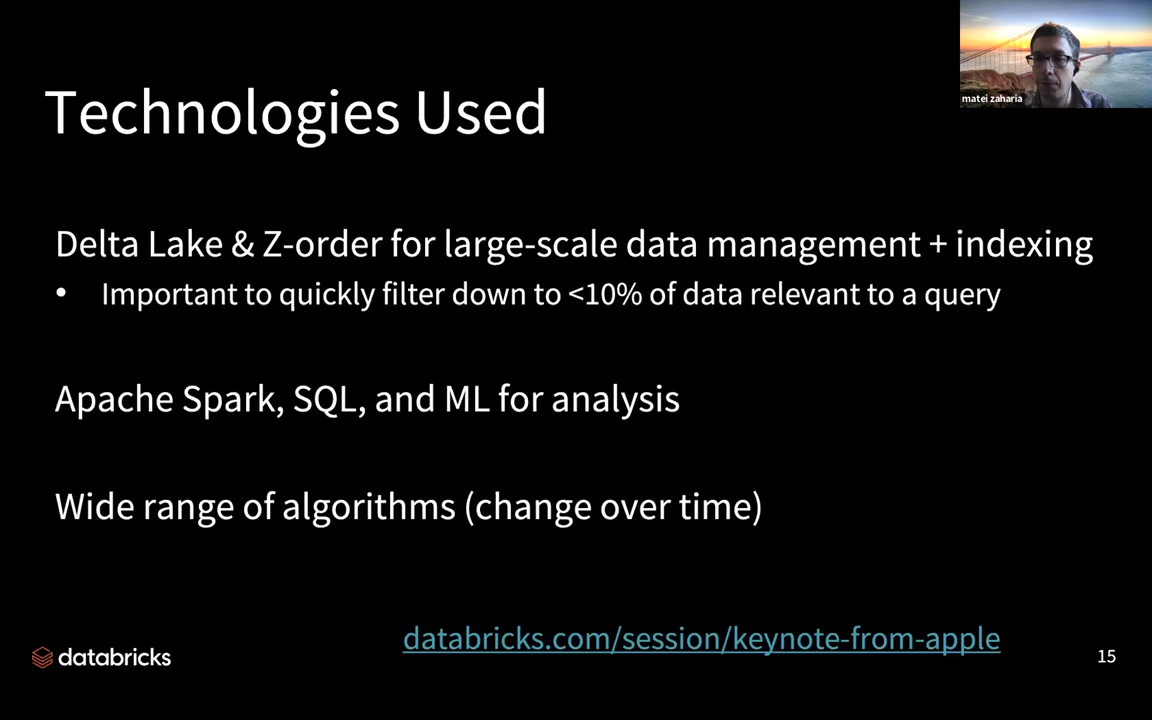 matei zaharia
Technologies Used
Delta Lake & Z-order for large-scale data management + indexing
• Important to quickly filter down to <10% of data relevant to a query
Apache Spark, SQL, and ML for analysis
Wide range of algorithms (change over time)
databricks.com/session/keynote-from-apple
databricks
15